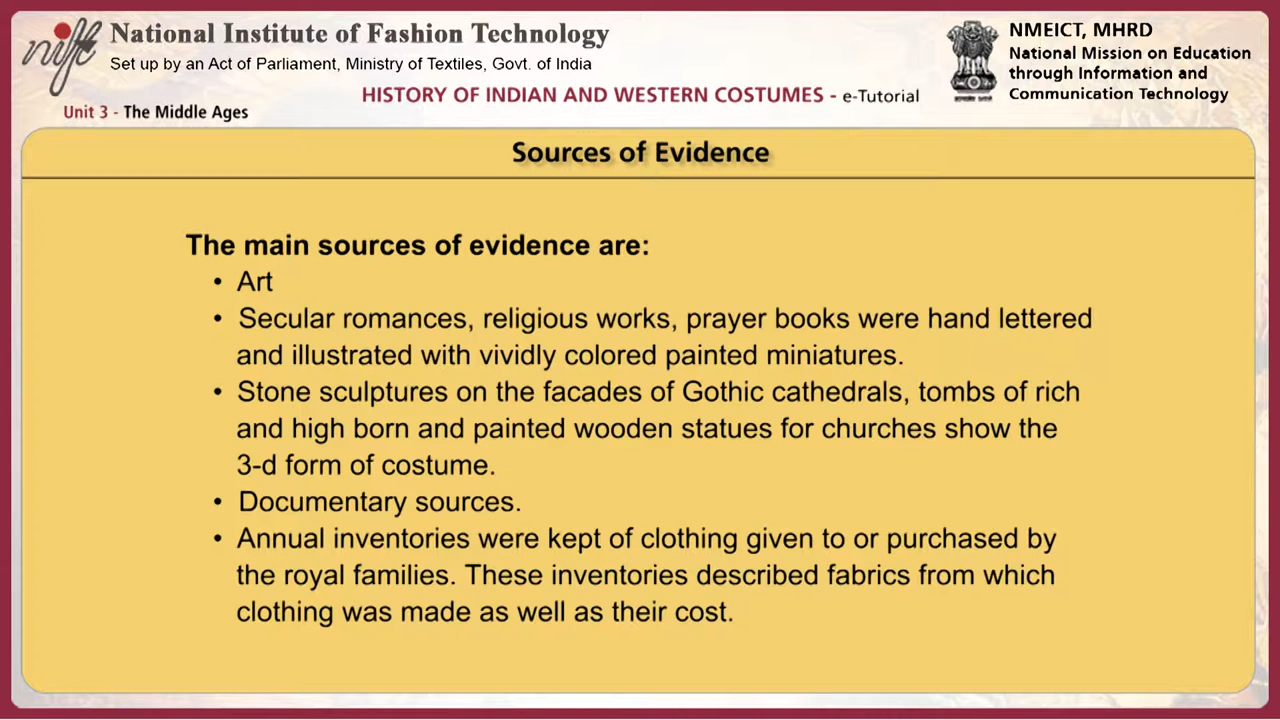 nift
National Institute of Fashion Technology
Set up by an Act of Parliament, Ministry of Textiles, Govt. of India
HISTORY OF INDIAN AND WESTERN COSTUMES - e-Tutorial
Unit 3 - The Middle Ages
NMEICT, MHRD
National Mission on Education
through Information and
Communication Technology
Sources of Evidence
The main sources of evidence are:
• Art
• Secular romances, religious works, prayer books were hand lettered
and illustrated with vividly colored painted miniatures.
• Stone sculptures on the facades of Gothic cathedrals, tombs of rich
and high born and painted wooden statues for churches show the
3-d form of costume.
• Documentary sources.
• Annual inventories were kept of clothing given to or purchased by
the royal families. These inventories described fabrics from which
clothing was made as well as their cost.